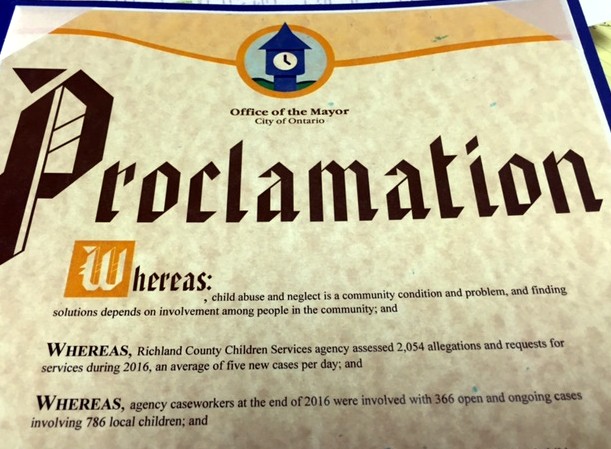 Office of the Mayor
City of Ontario
Proclamation
Whereas:
, child abuse and neglect is a community condition and problem, and finding
solutions depends on involvement among people in the community; and
WHEREAS, Richland County Children Services agency assessed 2,054 allegations and requests for
services during 2016, an average of five new cases per day; and
WHEREAS, agency caseworkers at the end of 2016 were involved with 366 open and ongoing cases
involving 786 local children; and